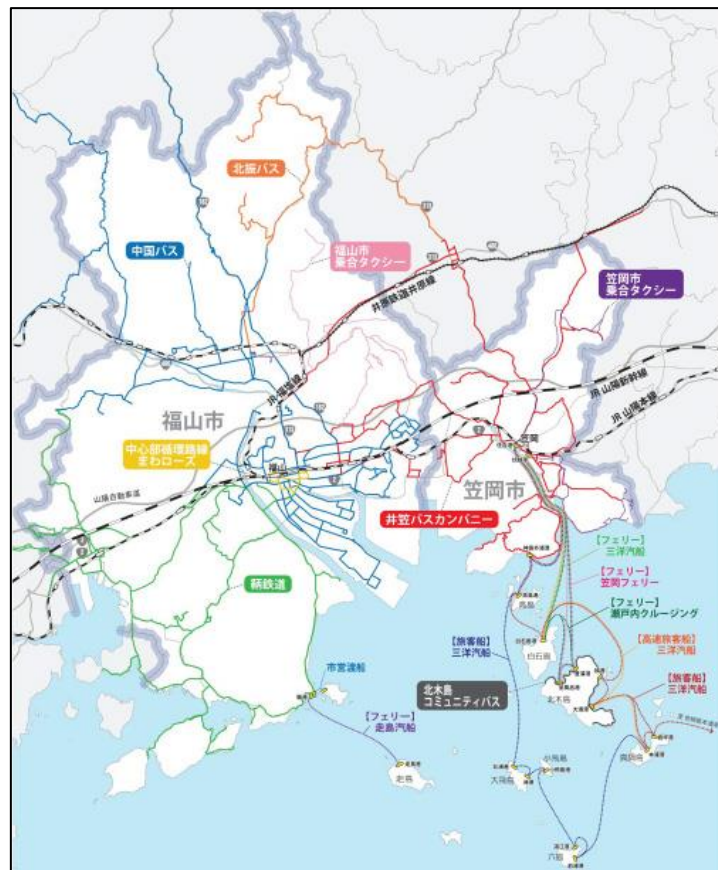 北振バス
中国バス
福山市
乗合タクシー
笠岡市
乗合タクシー
井原鉄道井原線
JR 福塩線
JR 山陽新幹線
JR 山陽本線
福山市
中心部循環路線
まわローズ
福山
笠岡
山陽自動車道
笠岡市
井笠バスカンパニー
【フェリー】
三洋汽船
【フェリー】
笠岡フェリー
鞆鉄道
【フェリー】
瀬戸内クルージング
【旅客船】
三洋汽船
【高速旅客船】
三洋汽船
白石島
市営渡船
北木島
コミュニティバス
【旅客船】
三洋汽船
北木島
【フェリー】
走島汽船
真鍋島
小飛島
大飛島
走島
六島